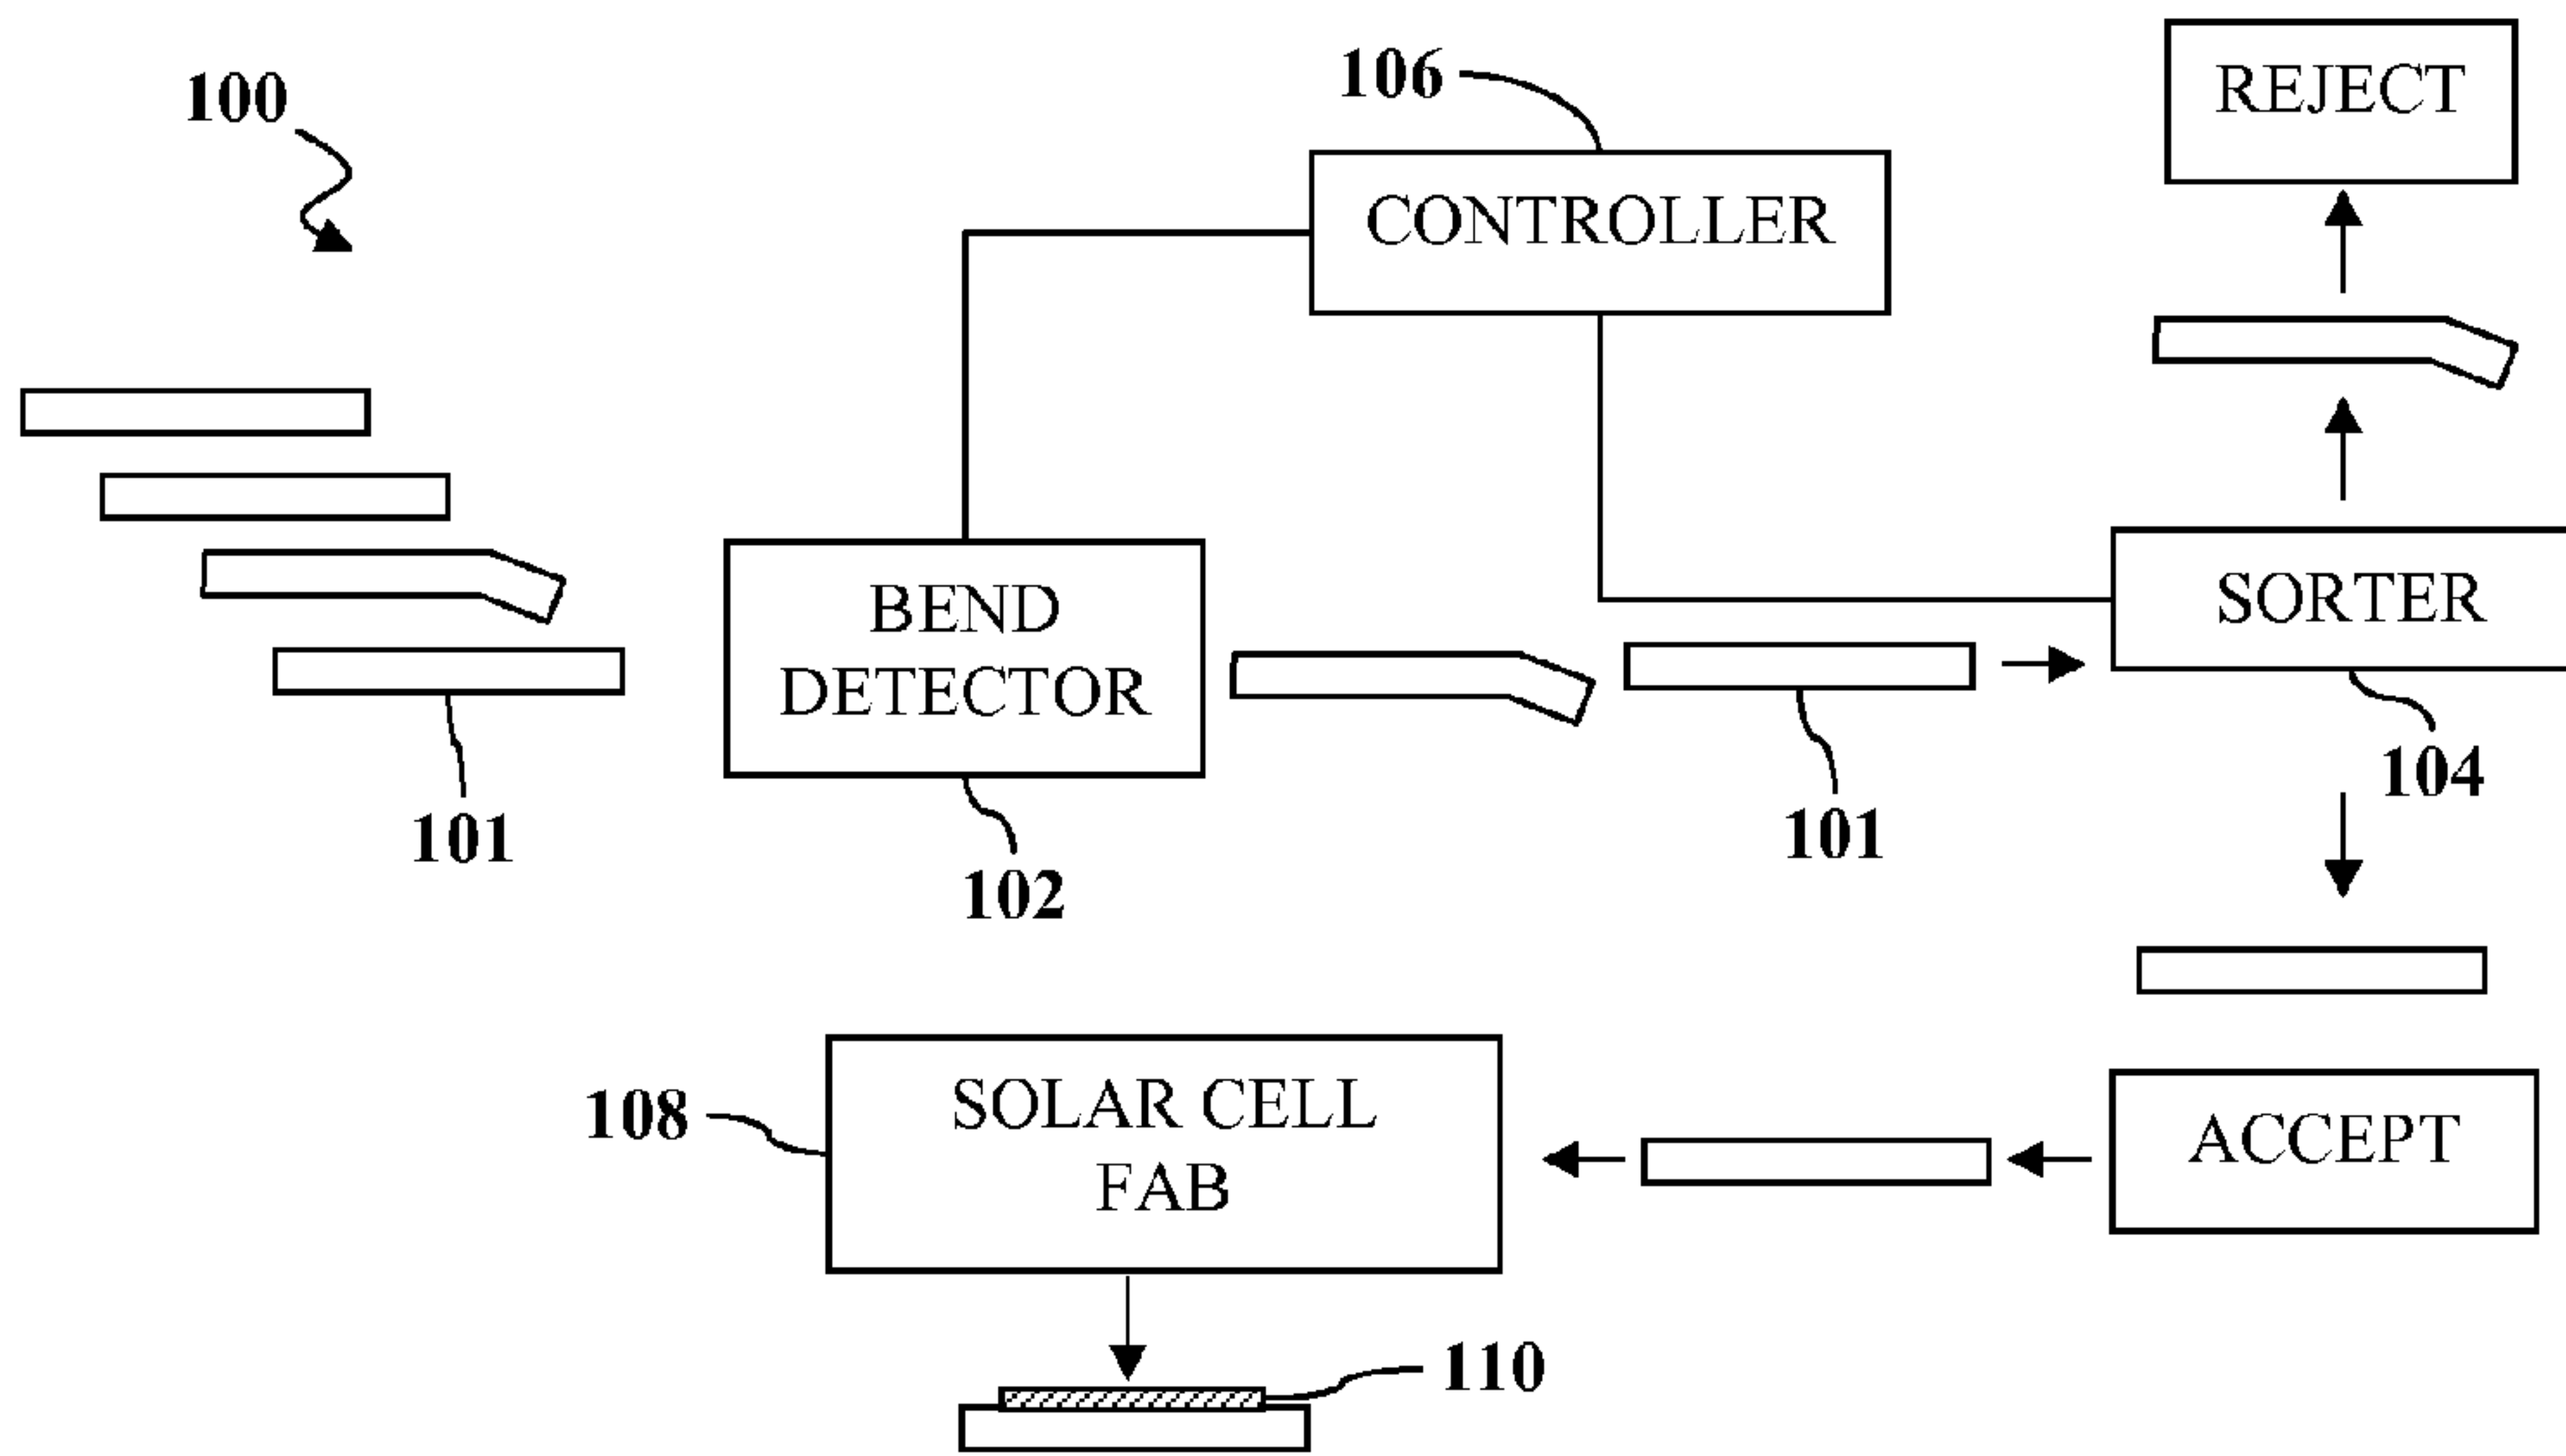 100
106
REJECT
CONTROLLER
BEND
DETECTOR
SORTER
101
102
101
104
108
SOLAR CELL
FAB
ACCEPT
110